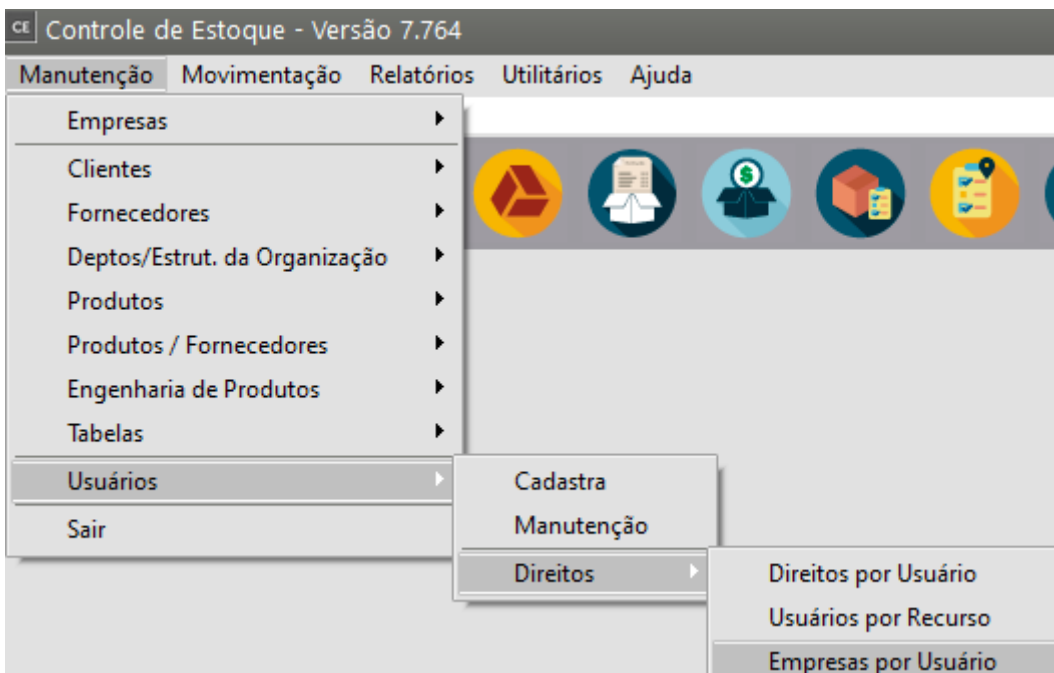 CE Controle de Estoque - Versão 7.764
Manutenção Movimentação Relatórios Utilitários Ajuda
Empresas
Clientes
Fornecedores
Deptos/Estrut. da Organização
Produtos
Produtos / Fornecedores
Engenharia de Produtos
Tabelas
Usuários
Sair
Cadastra
Manutenção
Direitos
Direitos por Usuário
Usuários por Recurso
Empresas por Usuário